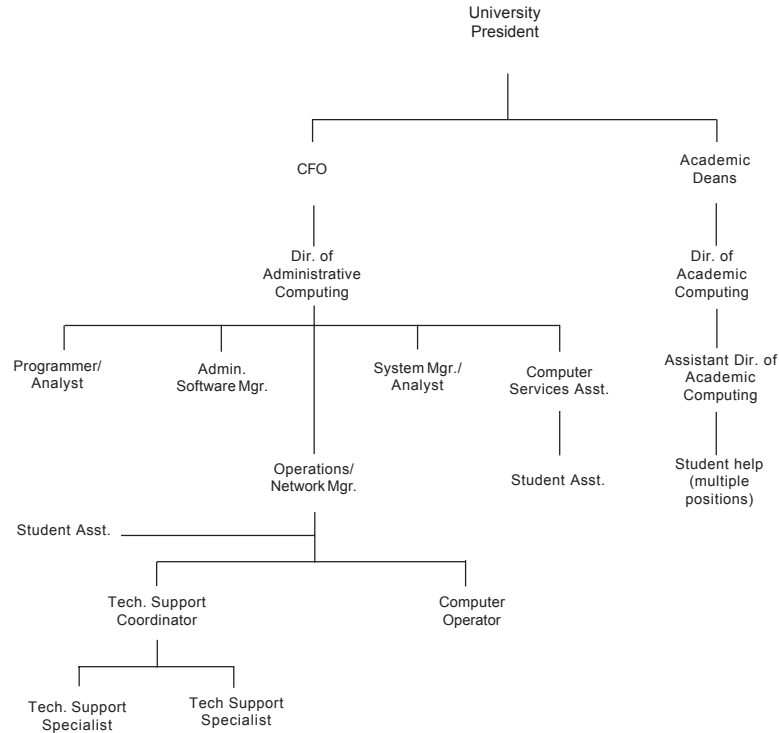 University
President
CFO
Academic
Deans
Dir. of
Administrative
Computing
Dir. of
Academic
Computing
Programmer/
Analyst
Admin.
Software Mgr.
System Mgr./
Analyst
Computer
Services Asst.
Assistant Dir. of
Academic
Computing
Operations/
Network Mgr.
Student Asst.
Student help
(multiple
positions)
Student Asst.
Tech. Support
Coordinator
Computer
Operator
Tech. Support
Specialist
Tech Support
Specialist